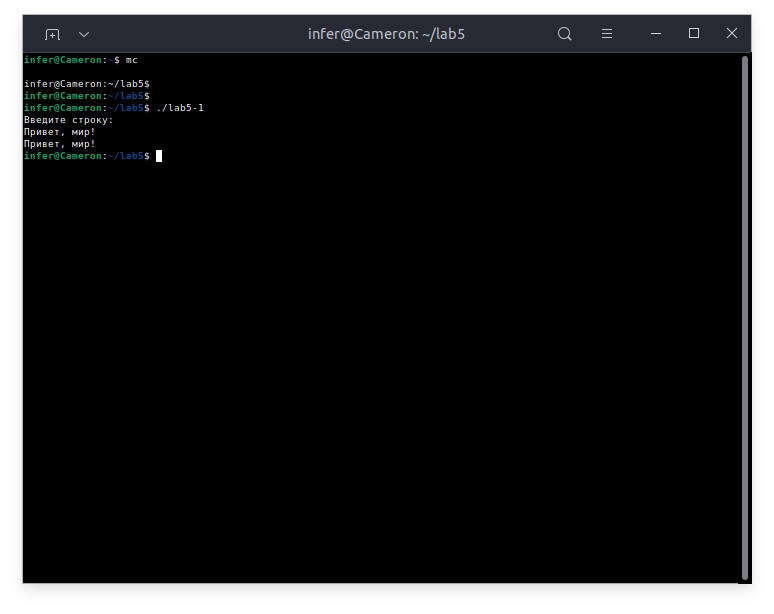 infer@Cameron: ~/lab5
infer@Cameron:~$ mc
infer@Cameron:~/lab5$
infer@Cameron:~/lab5$
infer@Cameron:~/lab5$ ./lab5-1
Введите строку:
Привет, мир!
Привет, мир!
infer@Cameron:~/lab5$